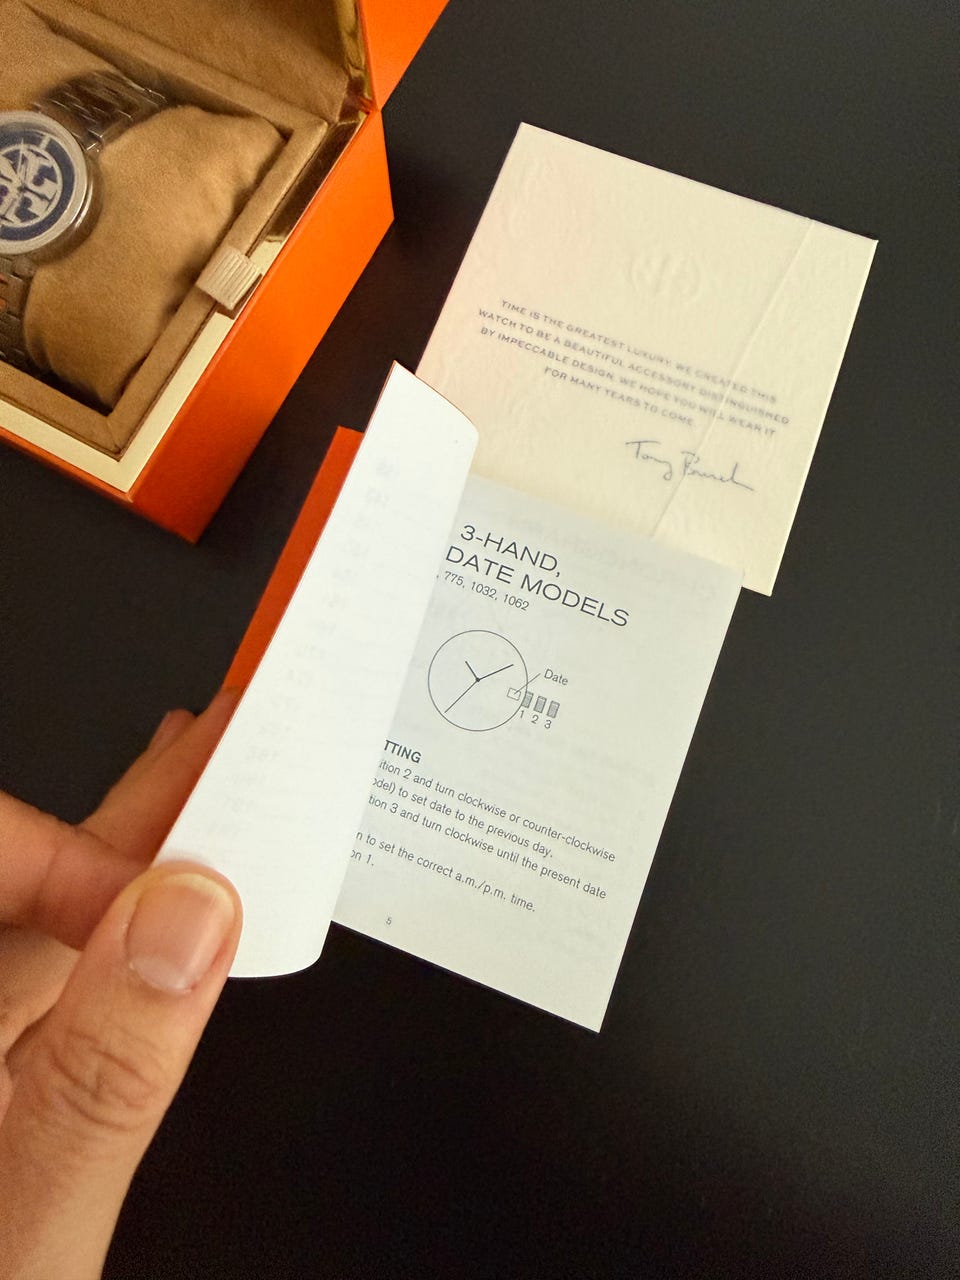 TIME IS THE GREATEST LUXURY. WE CREATED THIS
WATCH TO BE A BEAUTIFUL ACCESSORY DISTINGUISHED
BY IMPECCABLE DESIGN. WE HOPE YOU WILL WEAR IT
FOR MANY YEARS TO COME.
Tory Burch
3-HAND,
DATE MODELS
, 775, 1032, 1062
Date
1 2 3
TTING
ition 2 and turn clockwise or counter-clockwise
odel) to set date to the previous day.
tion 3 and turn clockwise until the present date
n to set the correct a.m./p.m. time.
on 1.
5